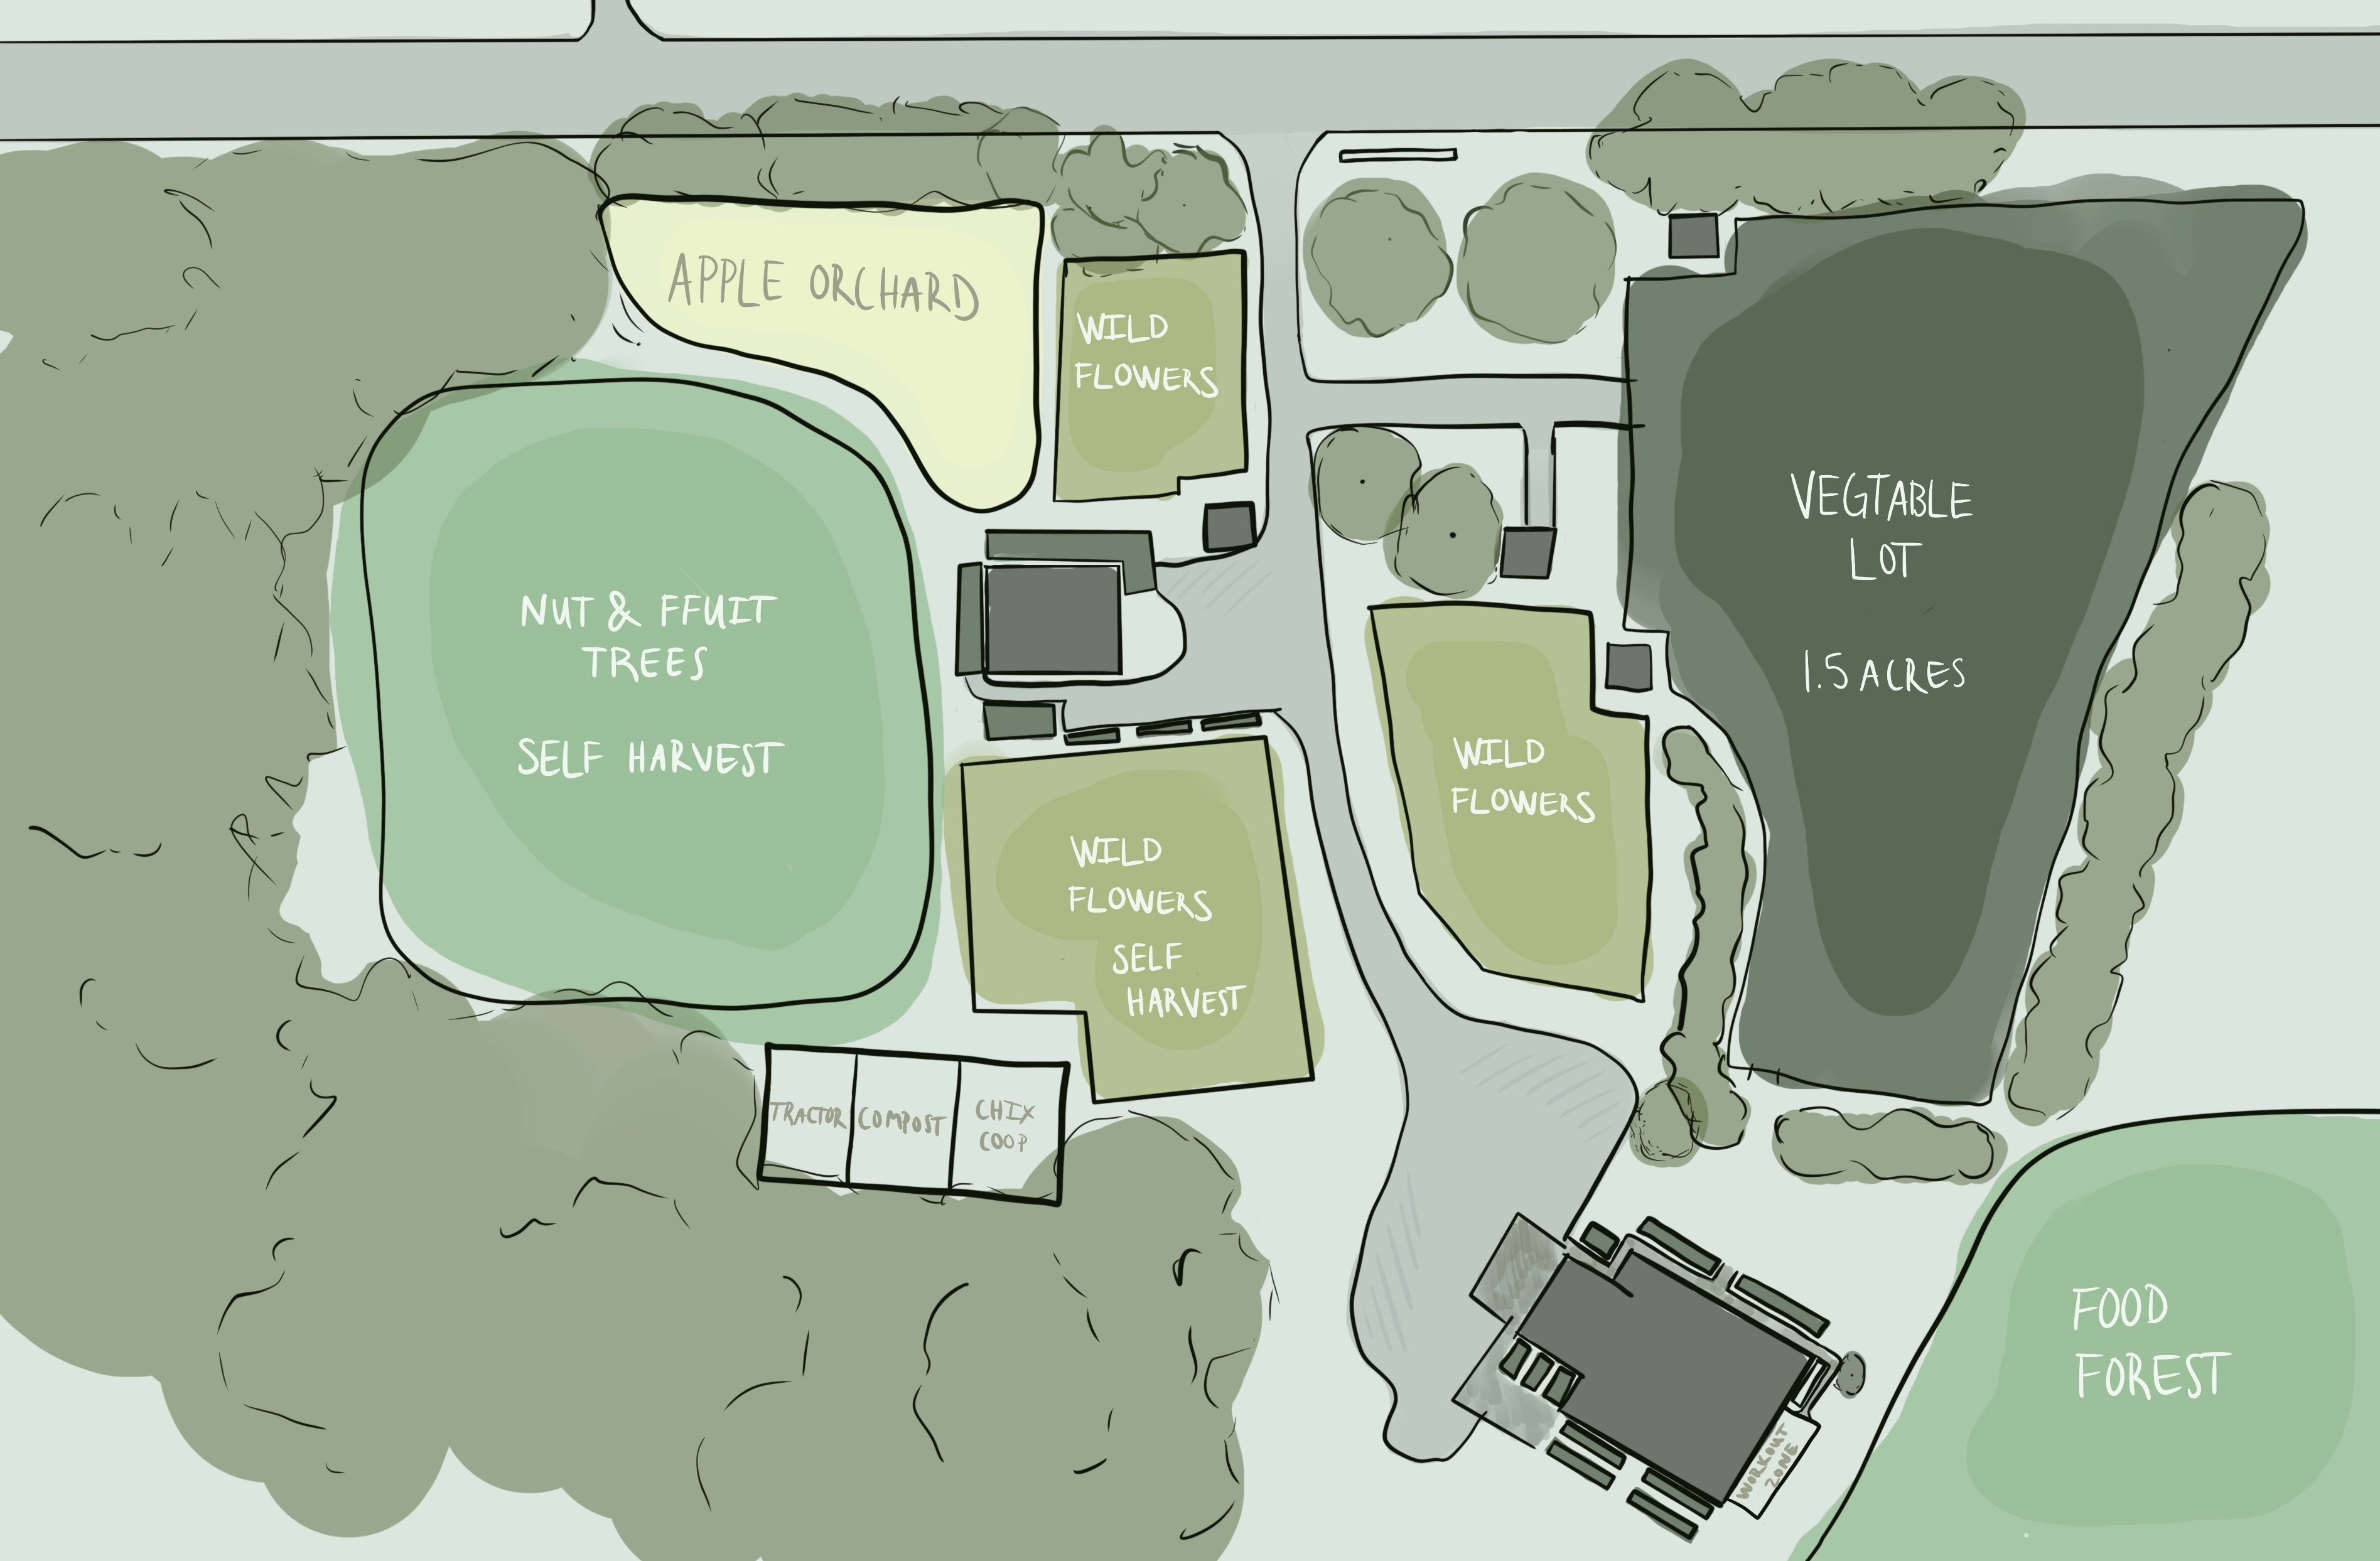 APPLE ORCHARD
WILD
FLOWERS
VEGTABLE
LOT
1.5 ACRES
NUT & FFUIT
TREES
SELF HARVEST
WILD
FLOWERS
WILD
FLOWERS
SELF
HARVEST
TRACTOR
COMPOST
CHIX
COOP
FOOD
FOREST
WORKOUT
ZONE